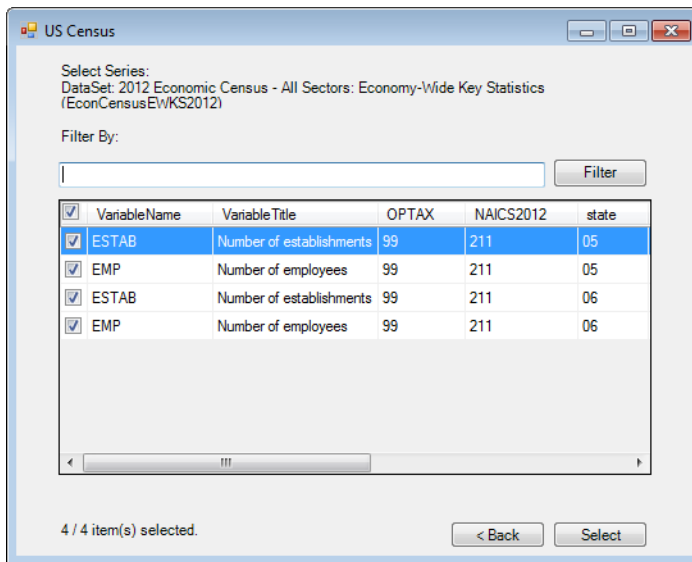 US Census
Select Series:
DataSet: 2012 Economic Census - All Sectors: Economy-Wide Key Statistics
(EconCensusEWKS2012)
Filter By:
Filter
VariableName VariableTitle OPTAX NAICS2012 state
ESTAB Number of establishments 99 211 05
EMP Number of employees 99 211 05
ESTAB Number of establishments 99 211 06
EMP Number of employees 99 211 06
4 / 4 item(s) selected.
< Back Select